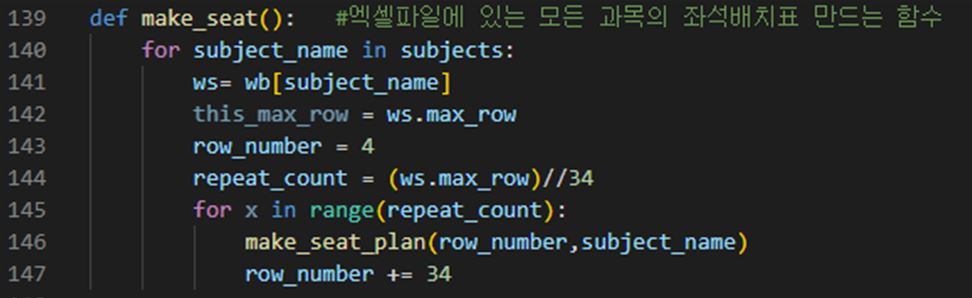 139 def make_seat():   #엑셀파일에 있는 모든 과목의 좌석배치표 만드는 함수
140     for subject_name in subjects:
141         ws= wb[subject_name]
142         this_max_row = ws.max_row
143         row_number = 4
144         repeat_count = (ws.max_row)//34
145         for x in range(repeat_count):
146             make_seat_plan(row_number,subject_name)
147             row_number += 34